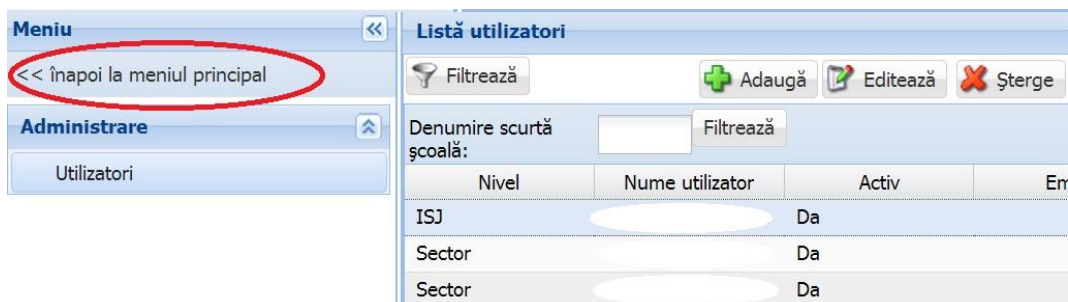 Meniu
<< înapoi la meniul principal
Administrare
Utilizatori
Listă utilizatori
Filtrează Adaugă Editează Șterge
Denumire scurtă
școală:
Filtrează
Nivel Nume utilizator Activ Em
ISJ Da
Sector Da
Sector Da